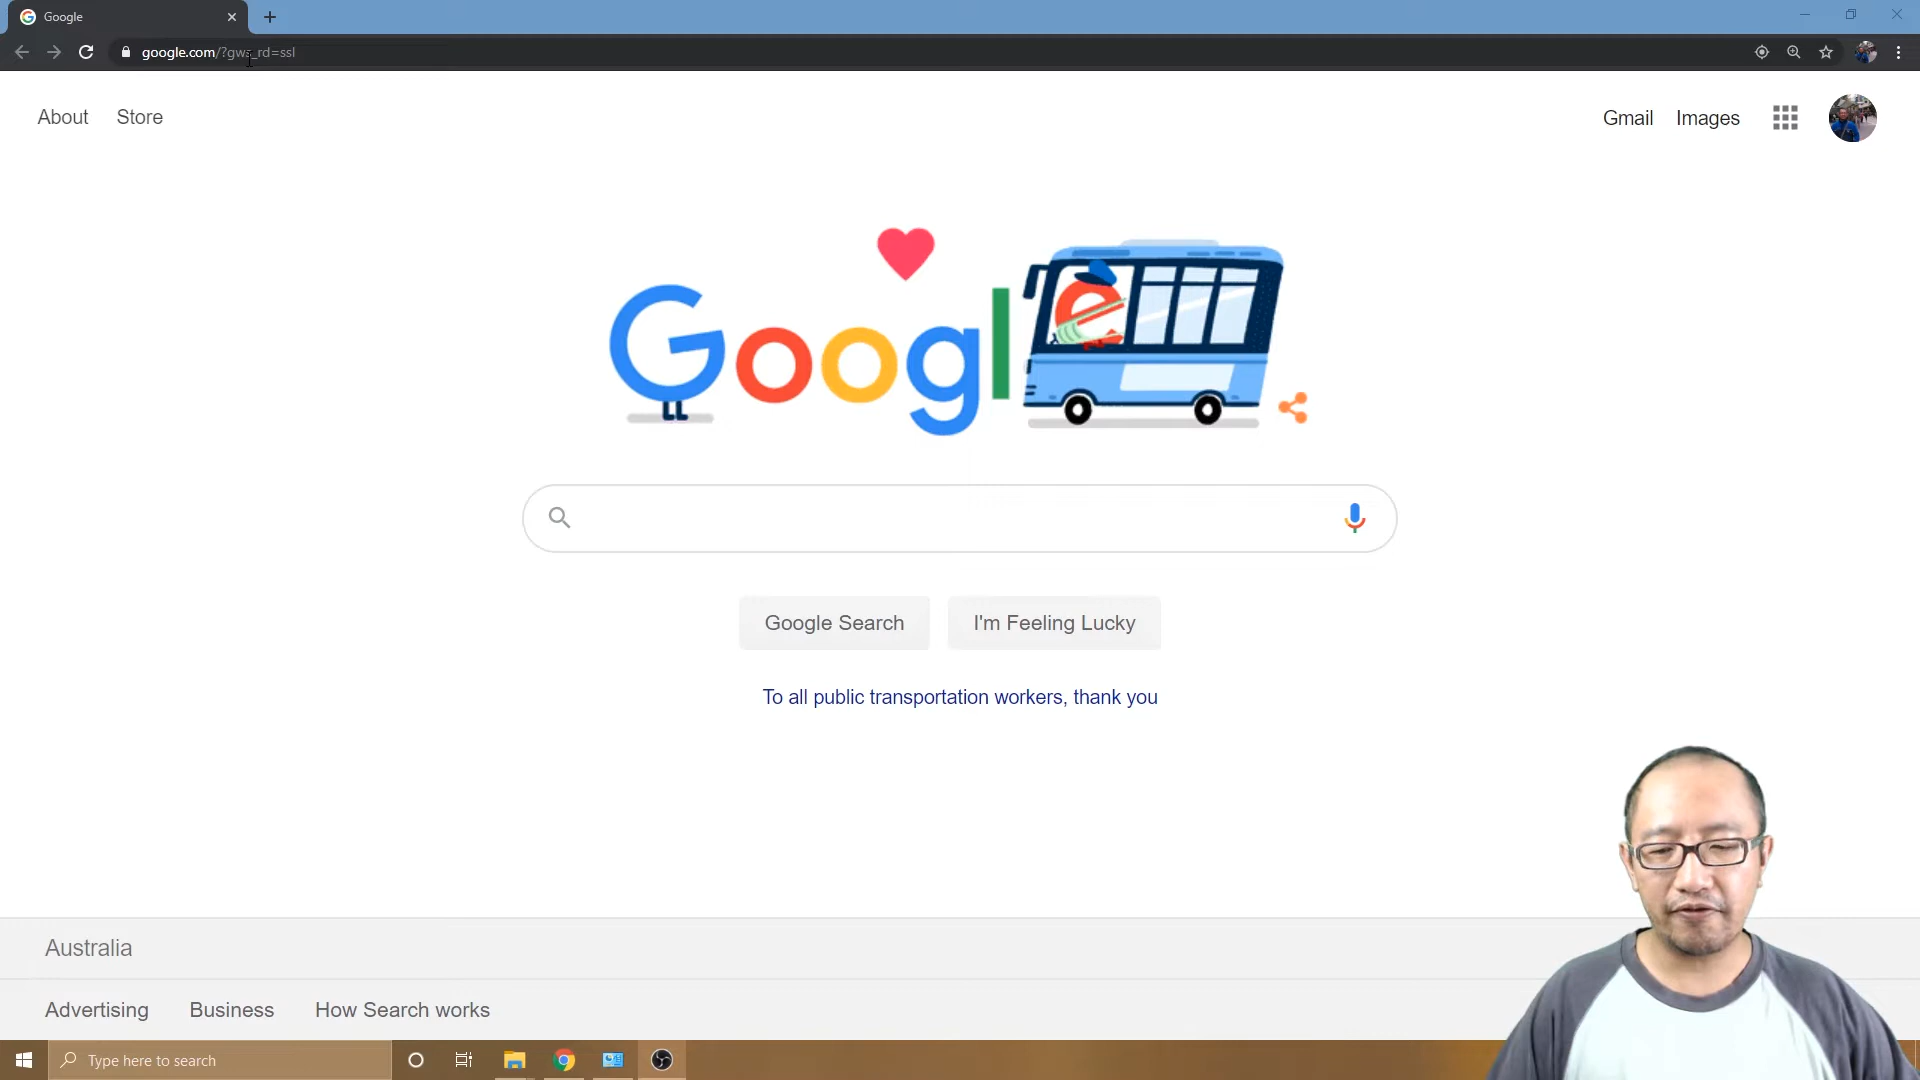 Google
google.com/?gws_rd=ssl
About Store
Gmail Images
Google
Google Search I'm Feeling Lucky
To all public transportation workers, thank you
Australia
Advertising Business How Search works
Type here to search